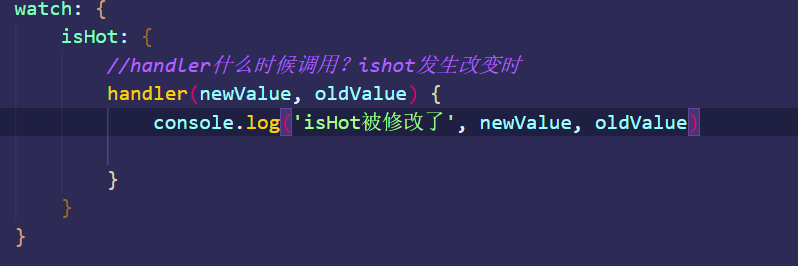 watch: {
isHot: {
//handler什么时候调用？ishot发生改变时
handler(newValue, oldValue) {
console.log('isHot被修改了', newValue, oldValue)
}
}
}